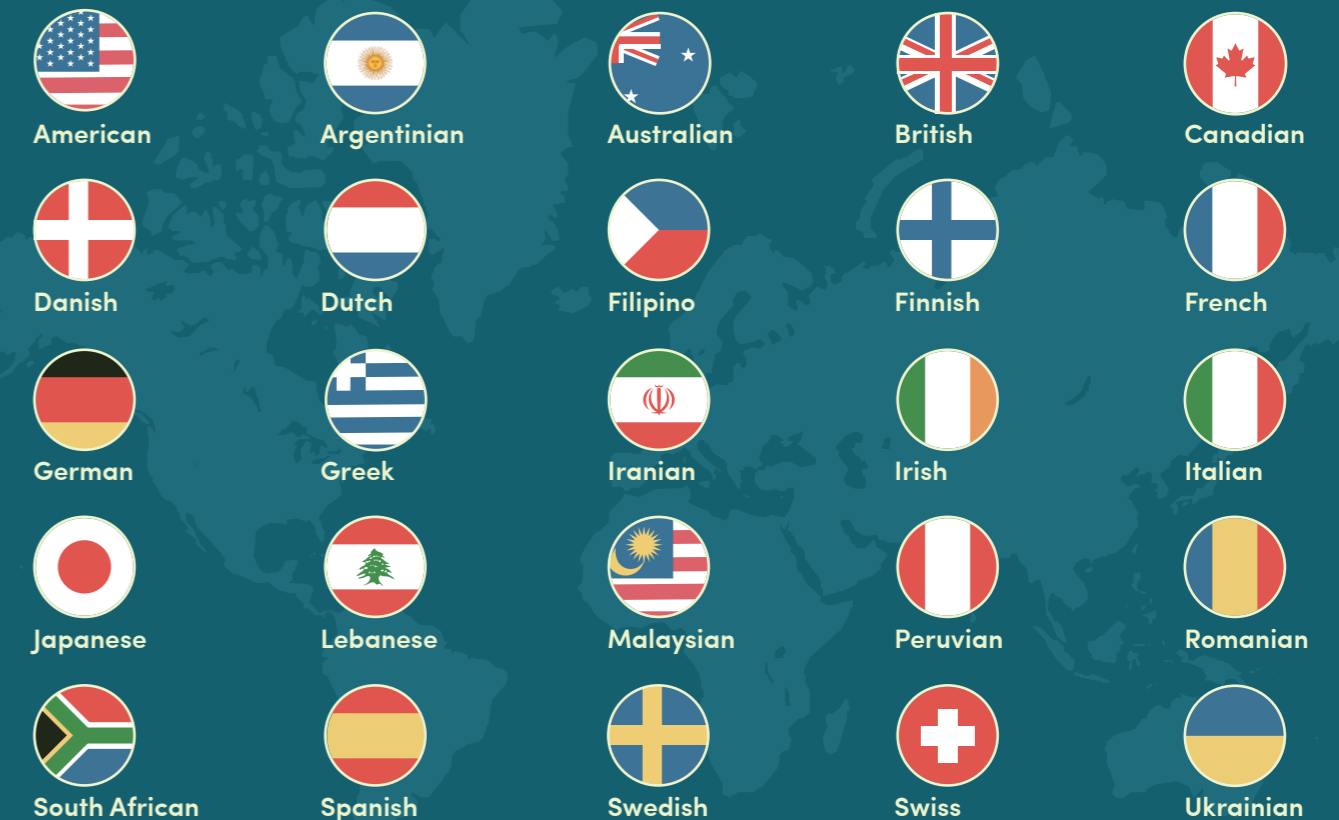 American Argentinian Australian British Canadian
Danish Dutch Filipino Finnish French
German Greek Iranian Irish Italian
Japanese Lebanese Malaysian Peruvian Romanian
South African Spanish Swedish Swiss Ukrainian